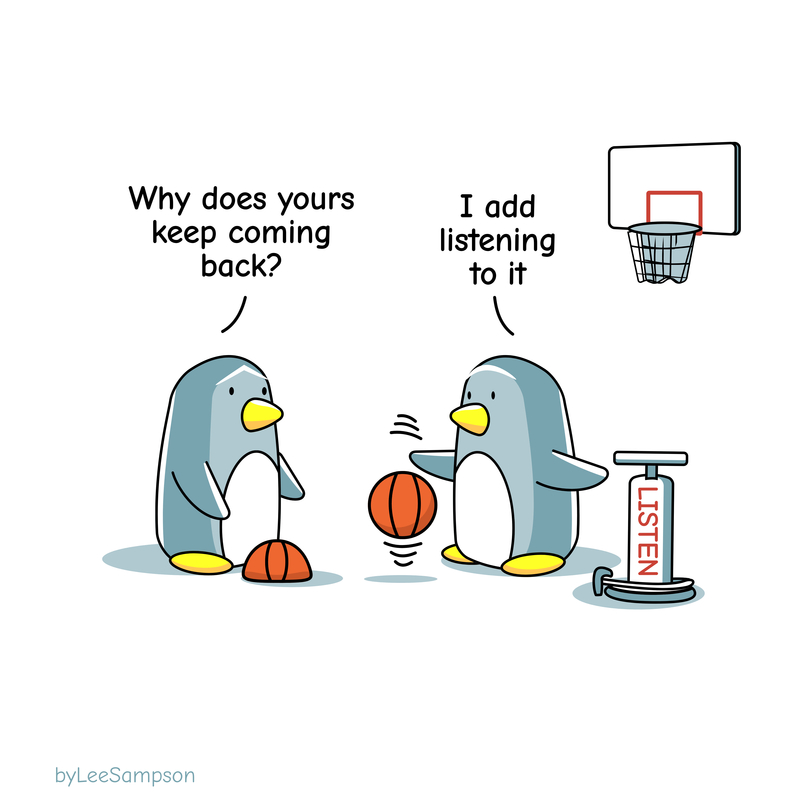 Why does yours
keep coming
back?
I add
listening
to it
LISTEN
byLeeSampson